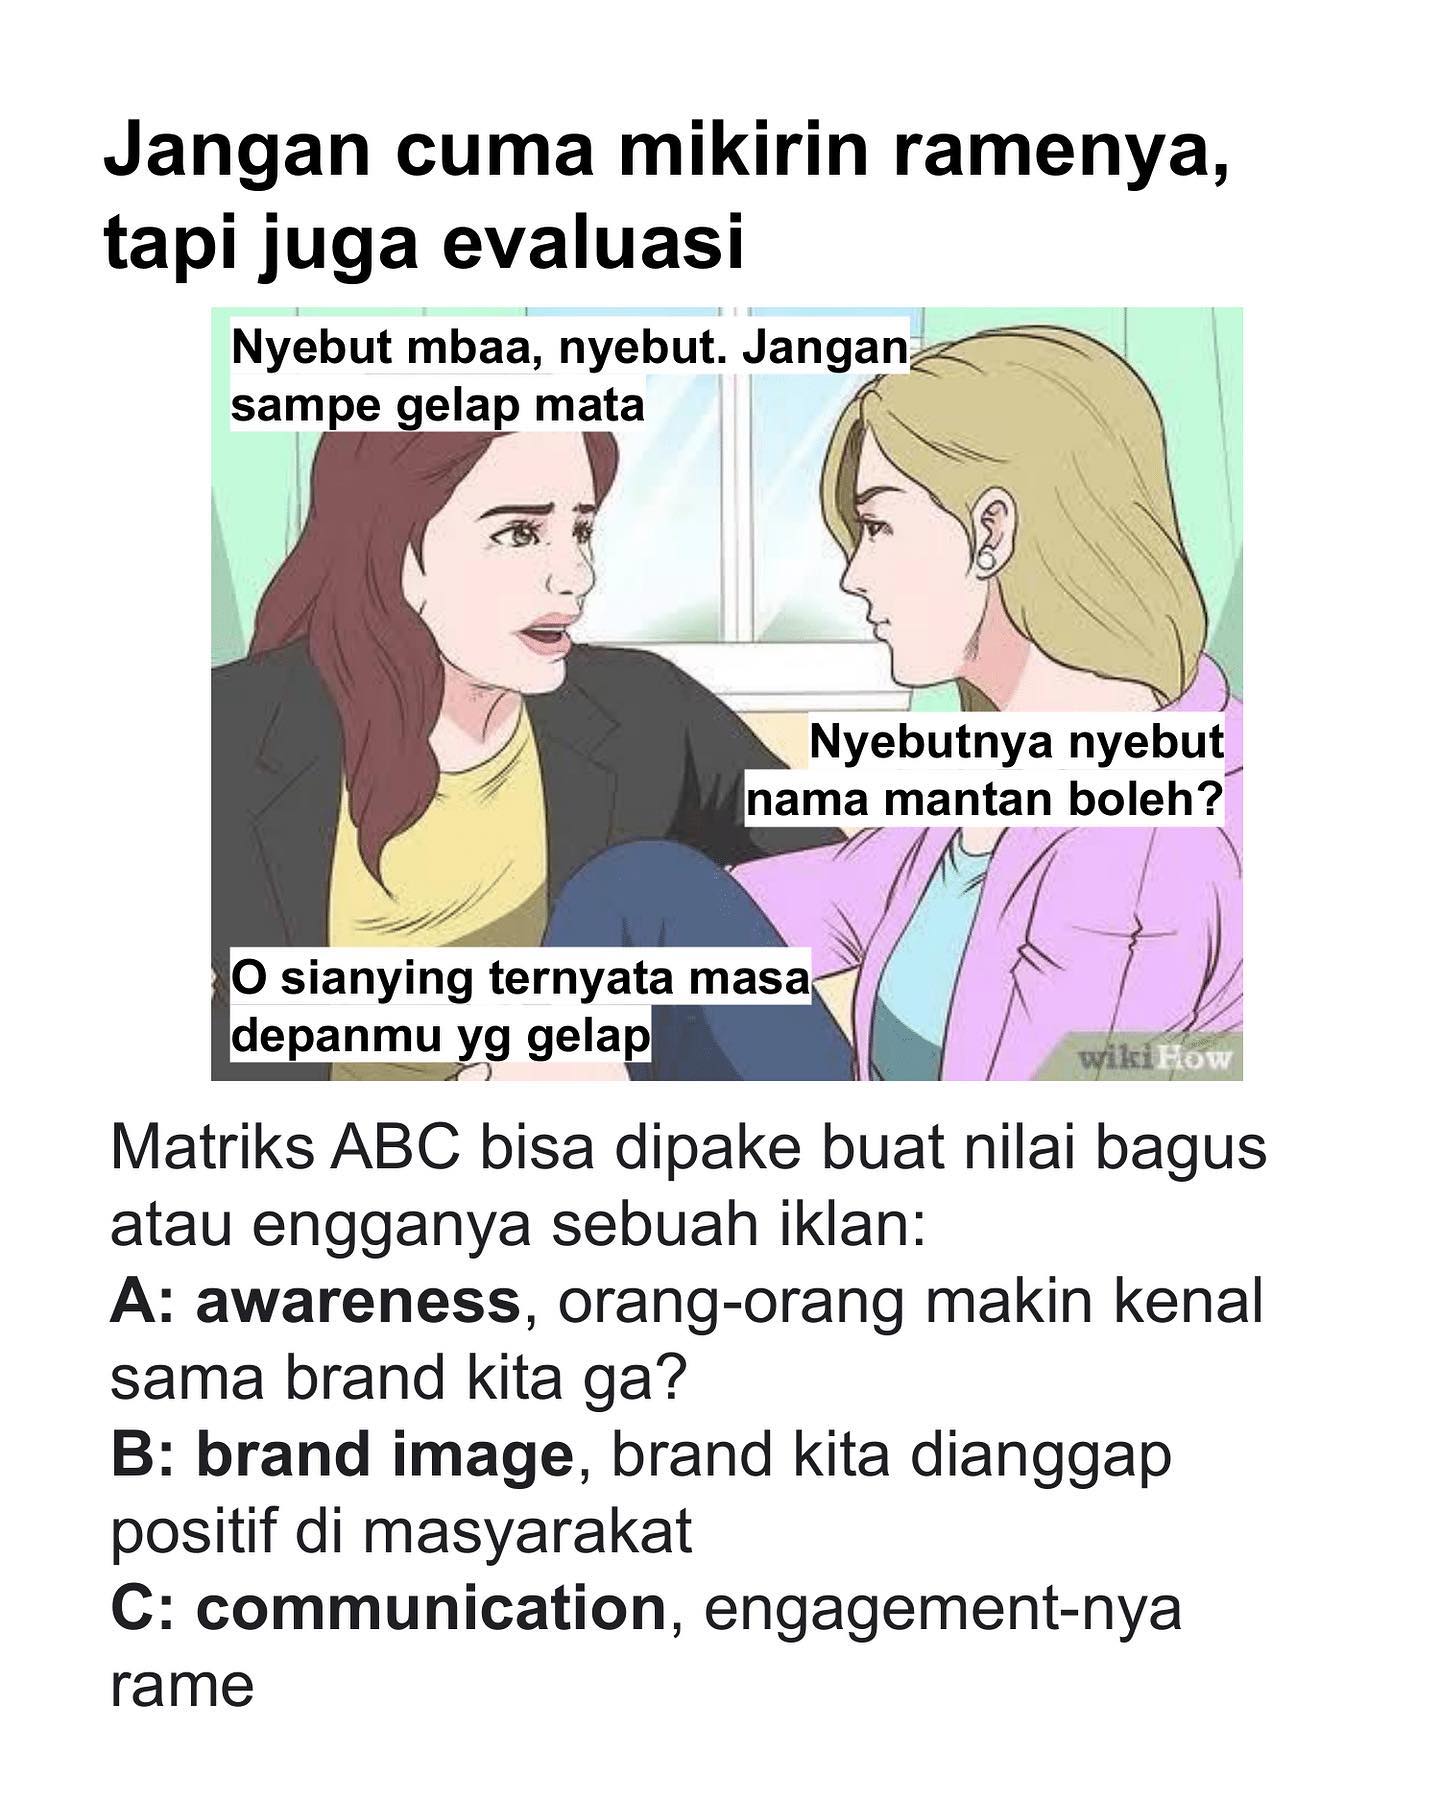 Jangan cuma mikirin ramenya,
tapi juga evaluasi
Nyebut mbaa, nyebut. Jangan
sampe gelap mata
Nyebutnya nyebut
nama mantan boleh?
O sianying ternyata masa
depanmu yg gelap
wikiHow
Matriks ABC bisa dipake buat nilai bagus
atau engganya sebuah iklan:
A: awareness, orang-orang makin kenal
sama brand kita ga?
B: brand image, brand kita dianggap
positif di masyarakat
C: communication, engagement-nya
rame